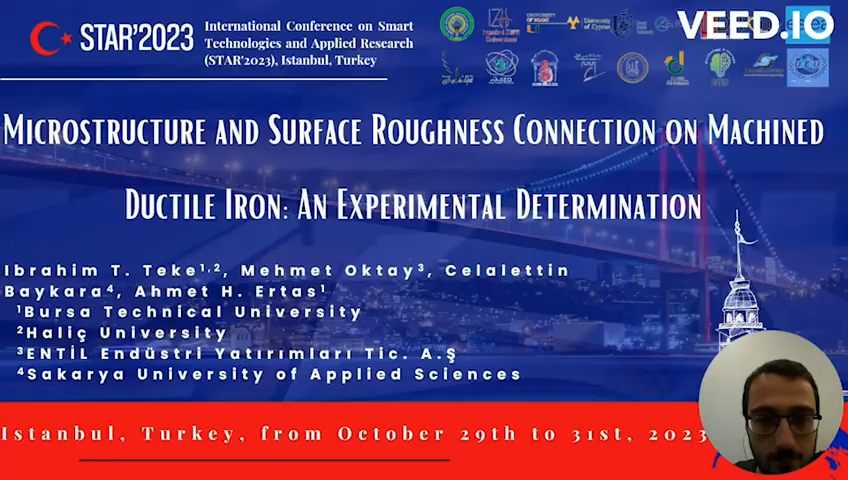 STAR'2023
International Conference on Smart
Technologies and Applied Research
(STAR'2023), Istanbul, Turkey
VEED.IO
MICROSTRUCTURE AND SURFACE ROUGHNESS CONNECTION ON MACHINED
DUCTILE IRON: AN EXPERIMENTAL DETERMINATION
Ibrahim T. Teke¹,², Mehmet Oktay³, Celalettin
Baykara⁴, Ahmet H. Ertas¹
¹Bursa Technical University
²Haliç University
³ENTİL Endüstri Yatırımları Tic. A.Ş
⁴Sakarya University of Applied Sciences
Istanbul, Turkey, from October 29th to 31st, 2023